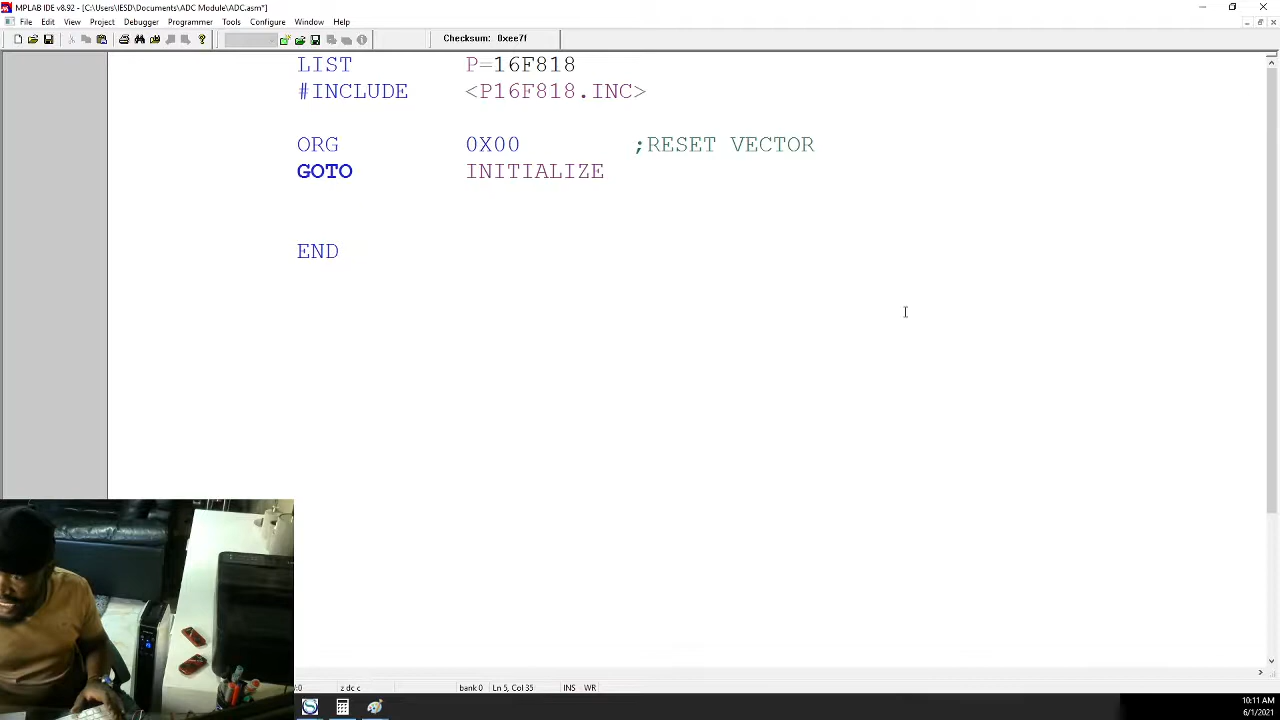 MPLAB IDE v8.92 - [C:\Users\IESD\Documents\ADC Module\ADC.asm*]
File Edit View Project Debugger Programmer Tools Configure Window Help
Checksum: 0xee7f
LIST P=16F818
#INCLUDE <P16F818.INC>
ORG 0X00 ;RESET VECTOR
GOTO INITIALIZE
END
z dc c bank 0 Ln 5, Col 35 INS WR
10:11 AM
6/1/2021